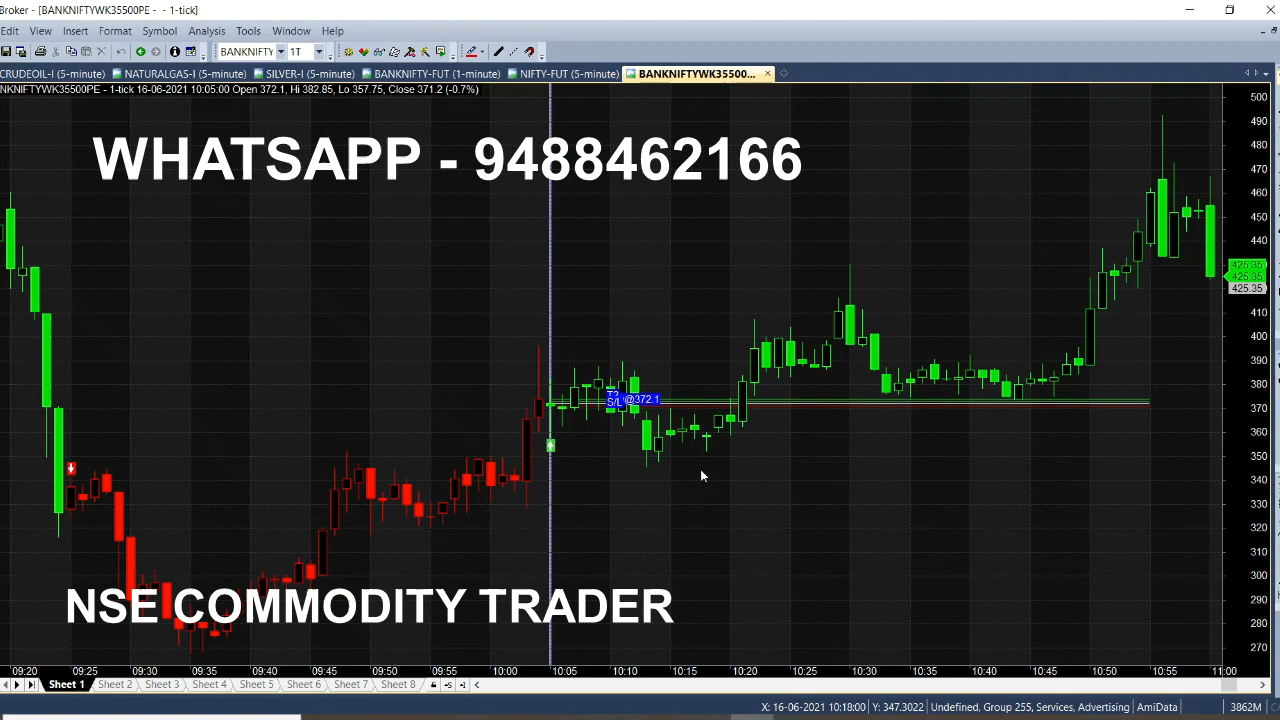 Broker - [BANKNIFTYWK35500PE - - 1-tick]
Edit View Insert Format Symbol Analysis Tools Window Help
BANKNIFTY 1T
CRUDEOIL-I (5-minute) NATURALGAS-I (5-minute) SILVER-I (5-minute) BANKNIFTY-FUT (1-minute) NIFTY-FUT (5-minute) BANKNIFTYWK35500...
NKNIFTYWK35500PE - 1-tick 16-06-2021 10:05:00 Open 372.1, Hi 382.85, Lo 357.75, Close 371.2 (-0.7%)
500
490
WHATSAPP - 9488462166
480
470
460
450
440
430
425.35
425.35
425.35
410
400
T2
S/L @372.1
390
380
370
360
350
340
330
320
310
300
NSE COMMODITY TRADER
290
280
270
09:20 09:25 09:30 09:35 09:40 09:45 09:50 09:55 10:00 10:05 10:10 10:15 10:20 10:25 10:30 10:35 10:40 10:45 10:50 10:55 11:00
Sheet 1 Sheet 2 Sheet 3 Sheet 4 Sheet 5 Sheet 6 Sheet 7 Sheet 8
X: 16-06-2021 10:18:00 Y: 347.3022 Undefined, Group 255, Services, Advertising AmiData 3862M